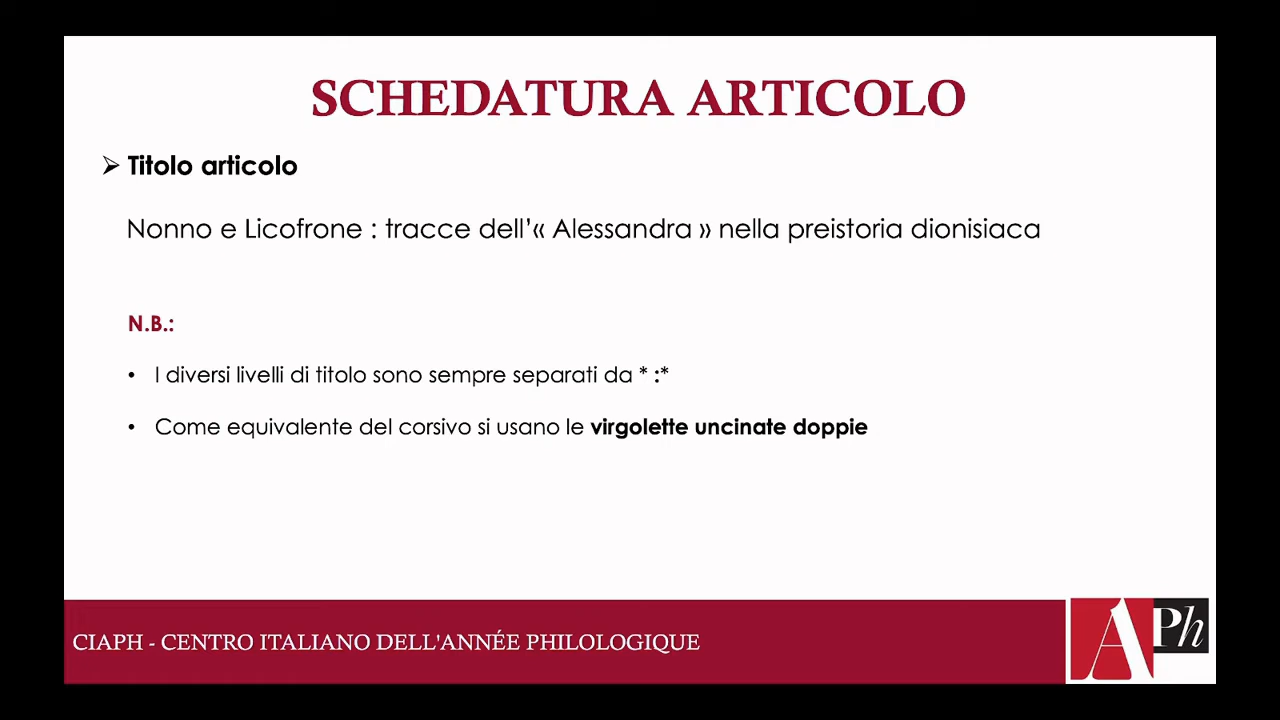 SCHEDATURA ARTICOLO
➢ Titolo articolo
Nonno e Licofrone : tracce dell’« Alessandra » nella preistoria dionisiaca
N.B.:
• I diversi livelli di titolo sono sempre separati da * :*
• Come equivalente del corsivo si usano le virgolette uncinate doppie
CIAPH - CENTRO ITALIANO DELL'ANNÉE PHILOLOGIQUE
APh